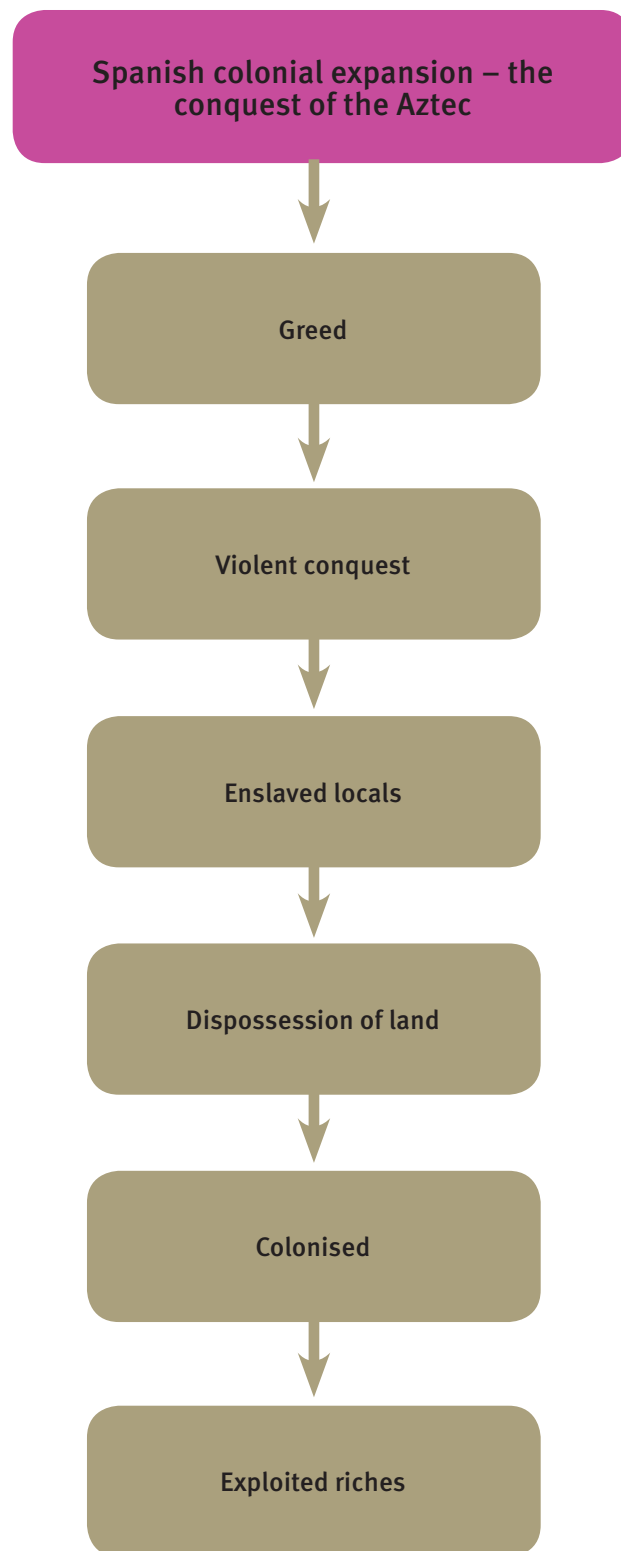 Spanish colonial expansion – the
conquest of the Aztec
Greed
Violent conquest
Enslaved locals
Dispossession of land
Colonised
Exploited riches